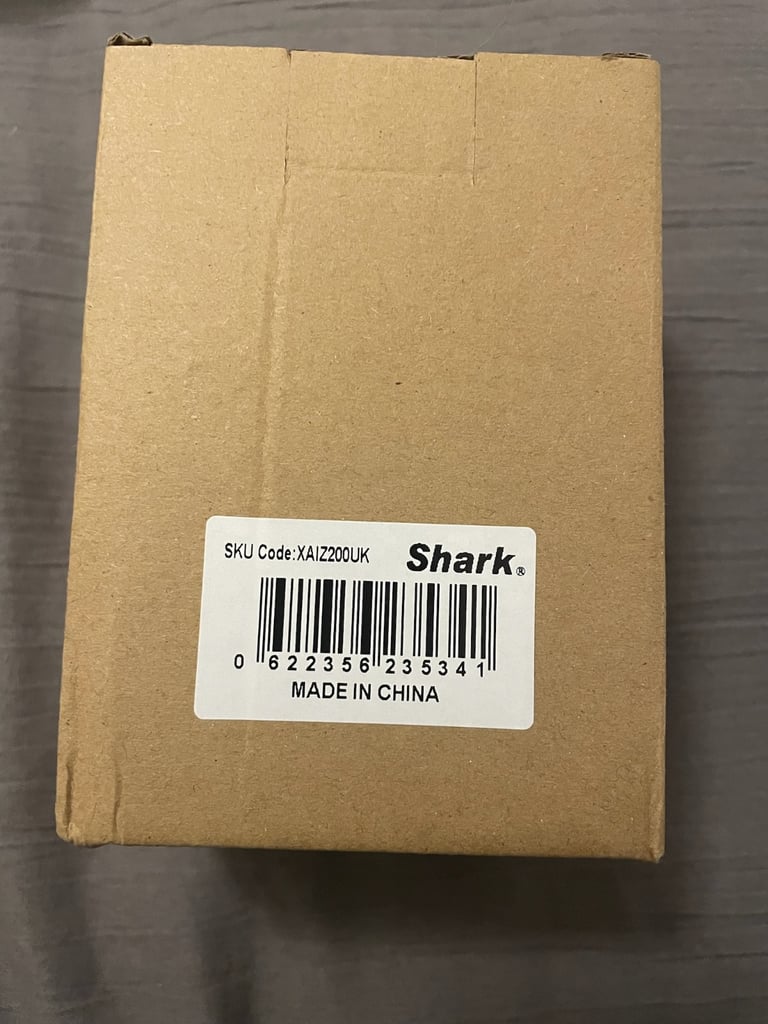 SKU Code:XAIZ200UK Shark®
0 622356 235341
MADE IN CHINA